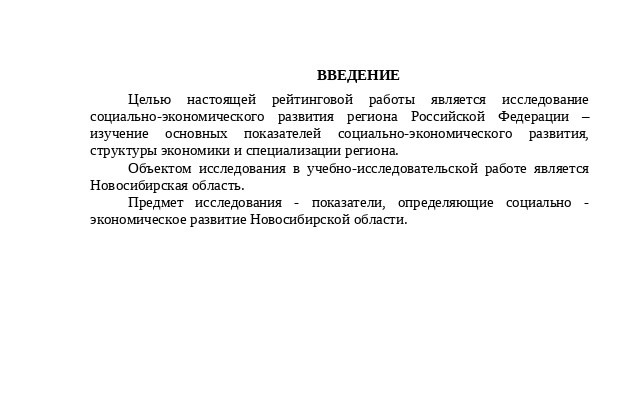 ВВЕДЕНИЕ
Целью настоящей рейтинговой работы является исследование
социально-экономического развития региона Российской Федерации –
изучение основных показателей социально-экономического развития,
структуры экономики и специализации региона.
Объектом исследования в учебно-исследовательской работе является
Новосибирская область.
Предмет исследования - показатели, определяющие социально -
экономическое развитие Новосибирской области.